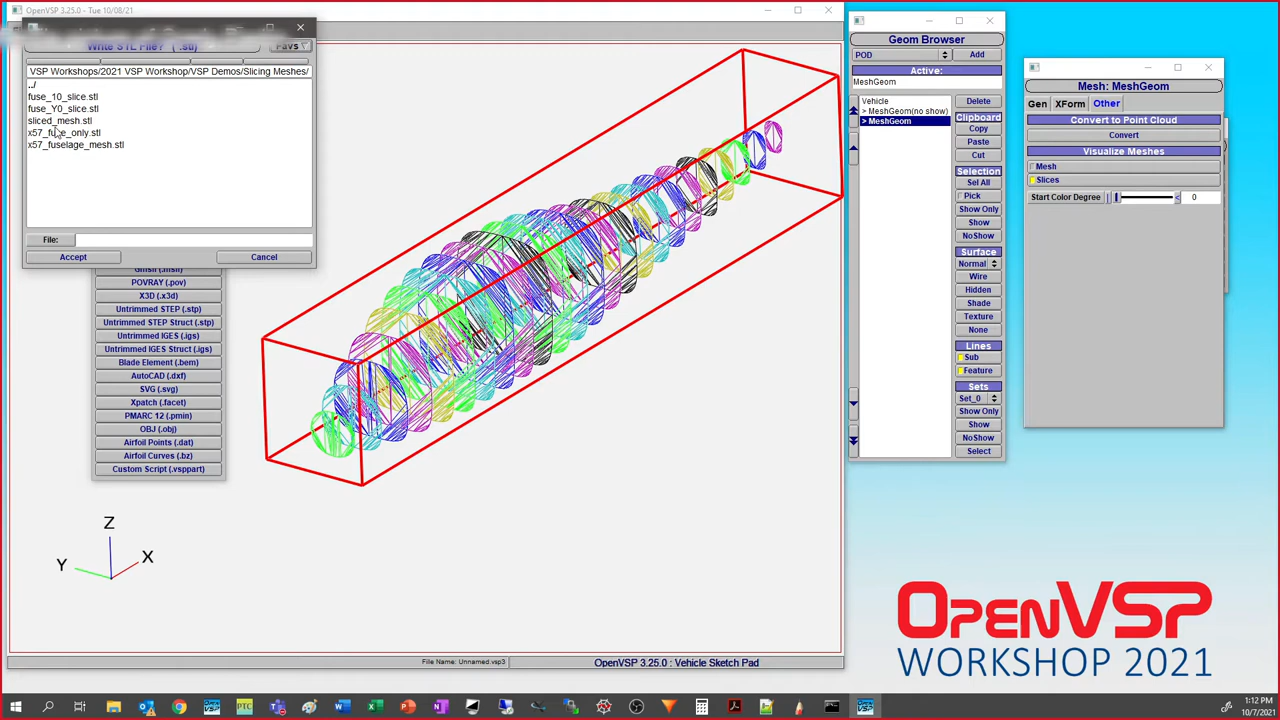 OpenVSP 3.25.0 - Tue 10/08/21
Write STL File? (*.stl)
Favs
VSP Workshops/2021 VSP Workshop/VSP Demos/Slicing Meshes/
../
fuse_10_slice.stl
fuse_Y0_slice.stl
sliced_mesh.stl
x57_fuse_only.stl
x57_fuselage_mesh.stl
File:
Accept
Cancel
Gmsh (.msh)
POVRAY (.pov)
X3D (.x3d)
Untrimmed STEP (.stp)
Untrimmed STEP Struct (.stp)
Untrimmed IGES (.igs)
Untrimmed IGES Struct (.igs)
Blade Element (.bem)
AutoCAD (.dxf)
SVG (.svg)
Xpatch (.facet)
PMARC 12 (.pmin)
OBJ (.obj)
Airfoil Points (.dat)
Airfoil Curves (.bz)
Custom Script (.vsppart)
Z
Y
X
File Name: Unnamed.vsp3
OpenVSP 3.25.0 : Vehicle Sketch Pad
Geom Browser
POD
Add
Active:
MeshGeom
Vehicle
> MeshGeom(no show)
> MeshGeom
Delete
Clipboard
Copy
Paste
Cut
Selection
Sel All
Pick
Show Only
Show
NoShow
Surface
Normal
Wire
Hidden
Shade
Texture
None
Lines
Sub
Feature
Sets
Set_0
Show Only
Show
NoShow
Select
Mesh: MeshGeom
Gen XForm Other
Convert to Point Cloud
Convert
Visualize Meshes
Mesh
Slices
Start Color Degree
0
OPENVSP
WORKSHOP 2021
1:12 PM
10/7/2021